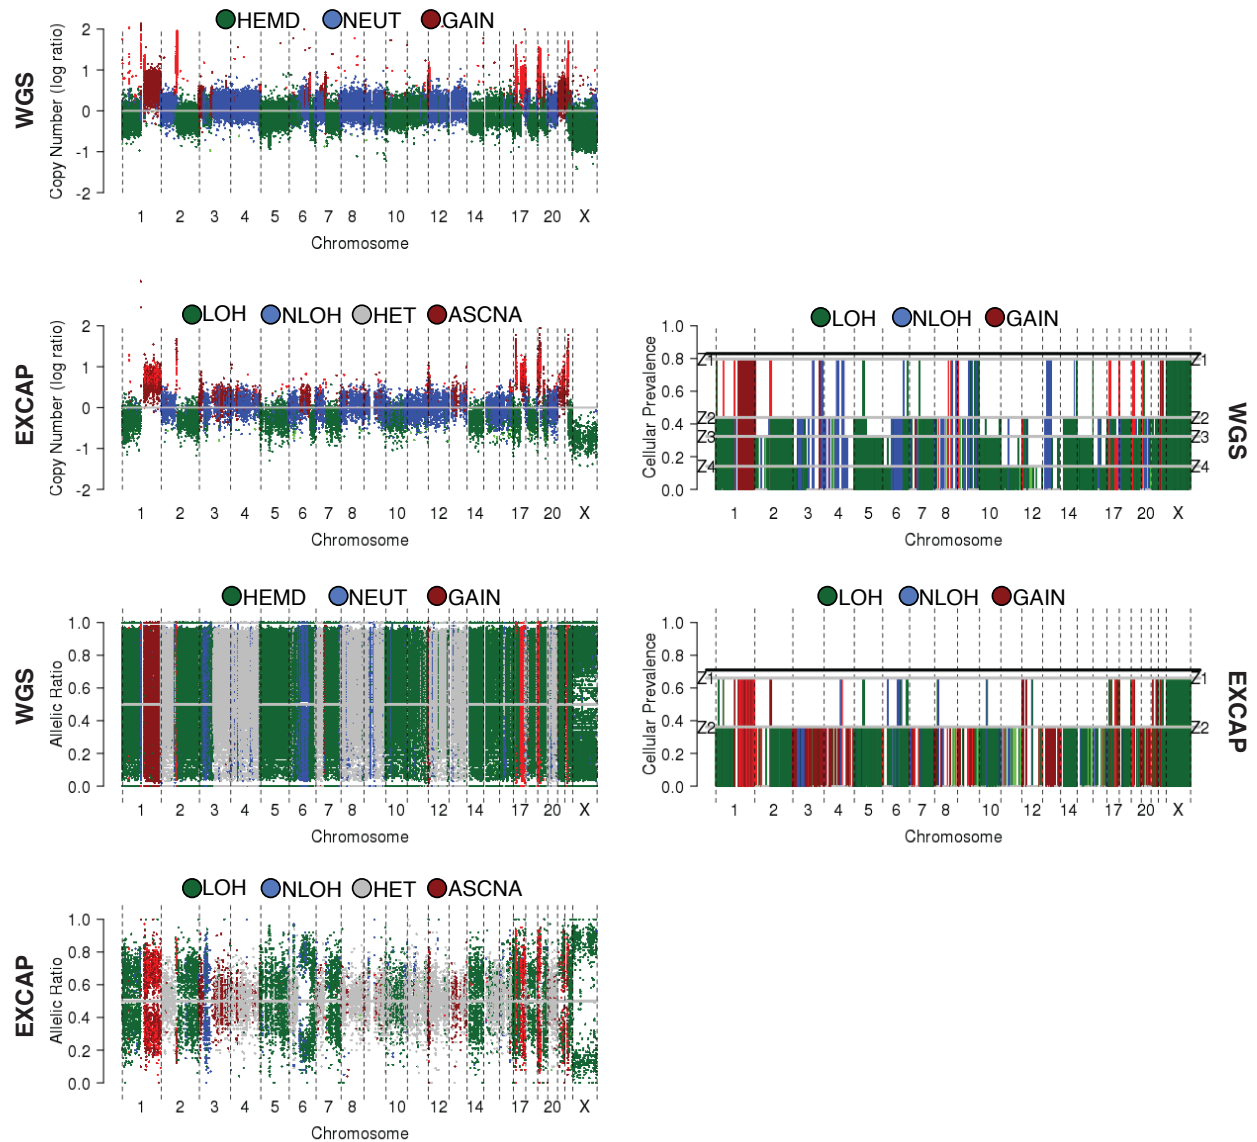 HEMD NEUT GAIN
WGS
Copy Number (log ratio)
2
1
0
-1
-2
1 2 3 4 5 6 7 8 10 12 14 17 20 X
Chromosome
LOH NLOH HET ASCNA
EXCAP
Copy Number (log ratio)
2
1
0
-1
-2
1 2 3 4 5 6 7 8 10 12 14 17 20 X
Chromosome
LOH NLOH GAIN
WGS
Cellular Prevalence
1.0
0.8
0.6
0.4
0.2
0.0
Z1 Z1
Z2 Z2
Z3 Z3
Z4 Z4
1 2 3 4 5 6 7 8 10 12 14 17 20 X
Chromosome
HEMD NEUT GAIN
WGS
Allelic Ratio
1.0
0.8
0.6
0.4
0.2
0.0
1 2 3 4 5 6 7 8 10 12 14 17 20 X
Chromosome
LOH NLOH GAIN
EXCAP
Cellular Prevalence
1.0
0.8
0.6
0.4
0.2
0.0
Z1 Z1
Z2 Z2
1 2 3 4 5 6 7 8 10 12 14 17 20 X
Chromosome
LOH NLOH HET ASCNA
EXCAP
Allelic Ratio
1.0
0.8
0.6
0.4
0.2
0.0
1 2 3 4 5 6 7 8 10 12 14 17 20 X
Chromosome